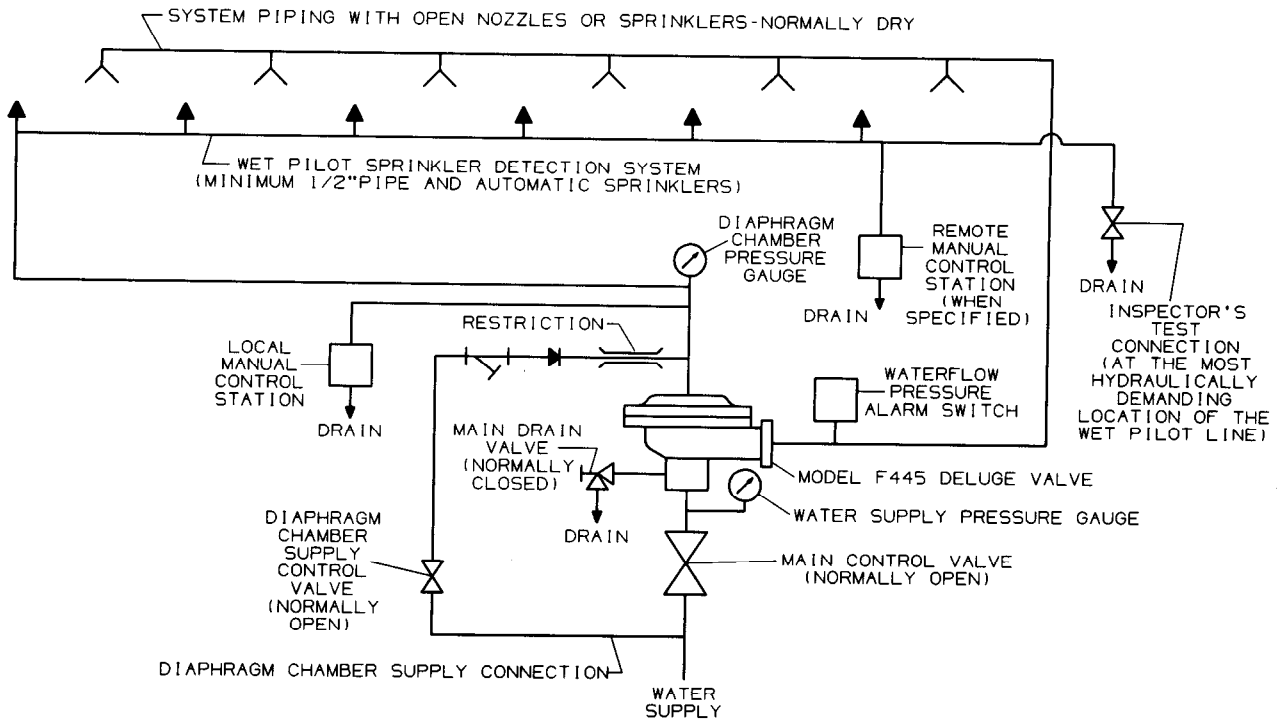 SYSTEM PIPING WITH OPEN NOZZLES OR SPRINKLERS-NORMALLY DRY
WET PILOT SPRINKLER DETECTION SYSTEM
(MINIMUM 1/2"PIPE AND AUTOMATIC SPRINKLERS)
DIAPHRAGM
CHAMBER
PRESSURE
GAUGE
REMOTE
MANUAL
CONTROL
STATION
(WHEN
SPECIFIED)
DRAIN
DRAIN
INSPECTOR'S
TEST
CONNECTION
(AT THE MOST
HYDRAULICALLY
DEMANDING
LOCATION OF THE
WET PILOT LINE)
RESTRICTION
LOCAL
MANUAL
CONTROL
STATION
DRAIN
WATERFLOW
PRESSURE
ALARM SWITCH
MAIN DRAIN
VALVE
(NORMALLY
CLOSED)
DRAIN
MODEL F445 DELUGE VALVE
WATER SUPPLY PRESSURE GAUGE
DIAPHRAGM
CHAMBER
SUPPLY
CONTROL
VALVE
(NORMALLY
OPEN)
MAIN CONTROL VALVE
(NORMALLY OPEN)
DIAPHRAGM CHAMBER SUPPLY CONNECTION
WATER
SUPPLY